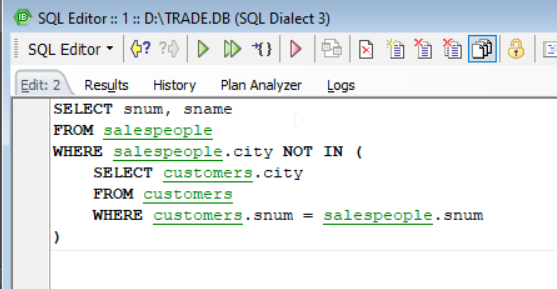 SQL Editor :: 1 :: D:\TRADE.DB (SQL Dialect 3)
SQL Editor
Edit: 2 Results History Plan Analyzer Logs
SELECT snum, sname
FROM salespeople
WHERE salespeople.city NOT IN (
SELECT customers.city
FROM customers
WHERE customers.snum = salespeople.snum
)